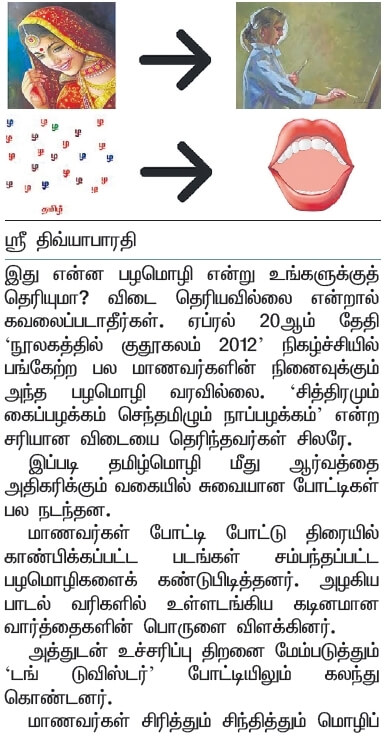 ழ ழ ழ ழ ழ
ழ ழ ழ ழ
ழ ழ ழ ழ ழ
ழ ழ ழ ழ
தமிழ்
ஸ்ரீ திவ்யாபாரதி
இது என்ன பழமொழி என்று உங்களுக்குத்
தெரியுமா? விடை தெரியவில்லை என்றால்
கவலைப்படாதீர்கள். ஏப்ரல் 20ஆம் தேதி
‘நூலகத்தில் குதூகலம் 2012’ நிகழ்ச்சியில்
பங்கேற்ற பல மாணவர்களின் நினைவுக்கும்
அந்த பழமொழி வரவில்லை. ‘சித்திரமும்
கைப்பழக்கம் செந்தமிழும் நாப்பழக்கம்’ என்ற
சரியான விடையை தெரிந்தவர்கள் சிலரே.
இப்படி தமிழ்மொழி மீது ஆர்வத்தை
அதிகரிக்கும் வகையில் சுவையான போட்டிகள்
பல நடந்தன.
மாணவர்கள் போட்டி போட்டு திரையில்
காண்பிக்கப்பட்ட படங்கள் சம்பந்தப்பட்ட
பழமொழிகளைக் கண்டுபிடித்தனர். அழகிய
பாடல் வரிகளில் உள்ளடங்கிய கடினமான
வார்த்தைகளின் பொருளை விளக்கினர்.
அத்துடன் உச்சரிப்பு திறனை மேம்படுத்தும்
‘டங் டுவிஸ்டர்’ போட்டியிலும் கலந்து
கொண்டனர்.
மாணவர்கள் சிரித்தும் சிந்தித்தும் மொழிப்